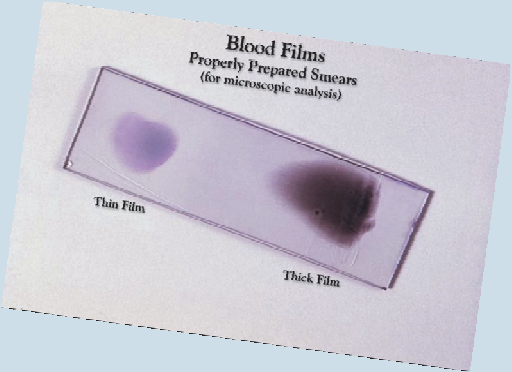 Blood Films
Properly Prepared Smears
(for microscopic analysis)
Thin Film
Thick Film